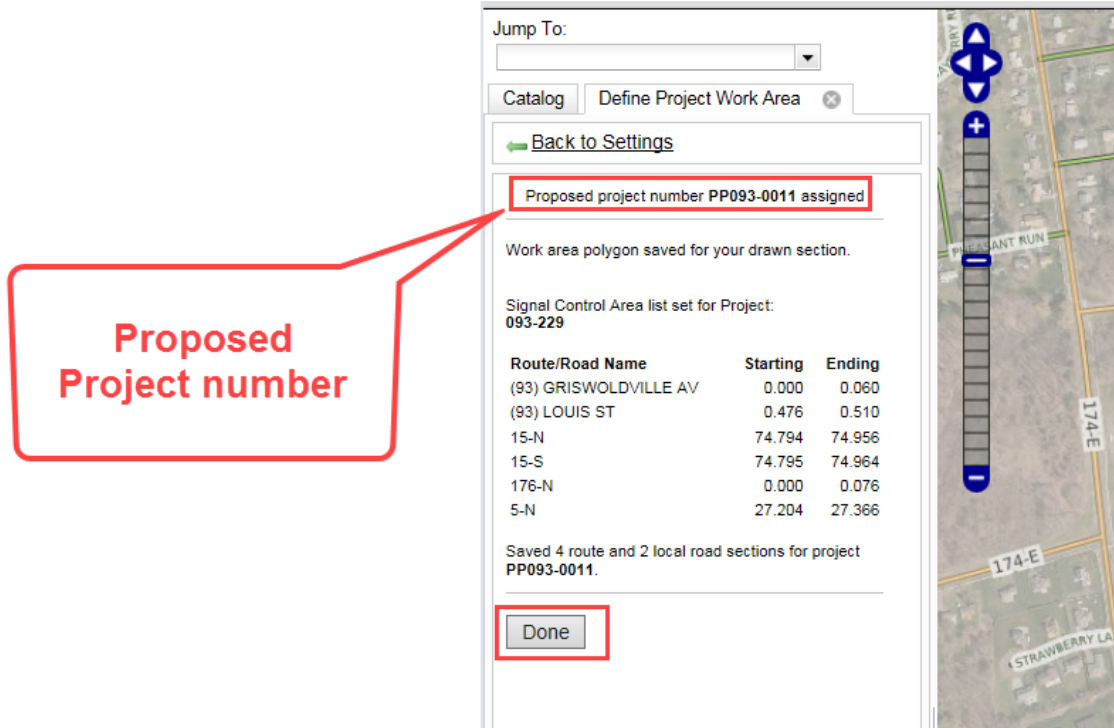 Jump To:
Catalog Define Project Work Area
Back to Settings
Proposed project number PP093-0011 assigned
Work area polygon saved for your drawn section.
Signal Control Area list set for Project:
093-229
Route/Road Name Starting Ending
(93) GRISWOLDVILLE AV 0.000 0.060
(93) LOUIS ST 0.476 0.510
15-N 74.794 74.956
15-S 74.795 74.964
176-N 0.000 0.076
5-N 27.204 27.366
Saved 4 route and 2 local road sections for project
PP093-0011.
Done
Proposed
Project number
PHEASANT RUN
174-E
174-E
STRAWBERRY LA